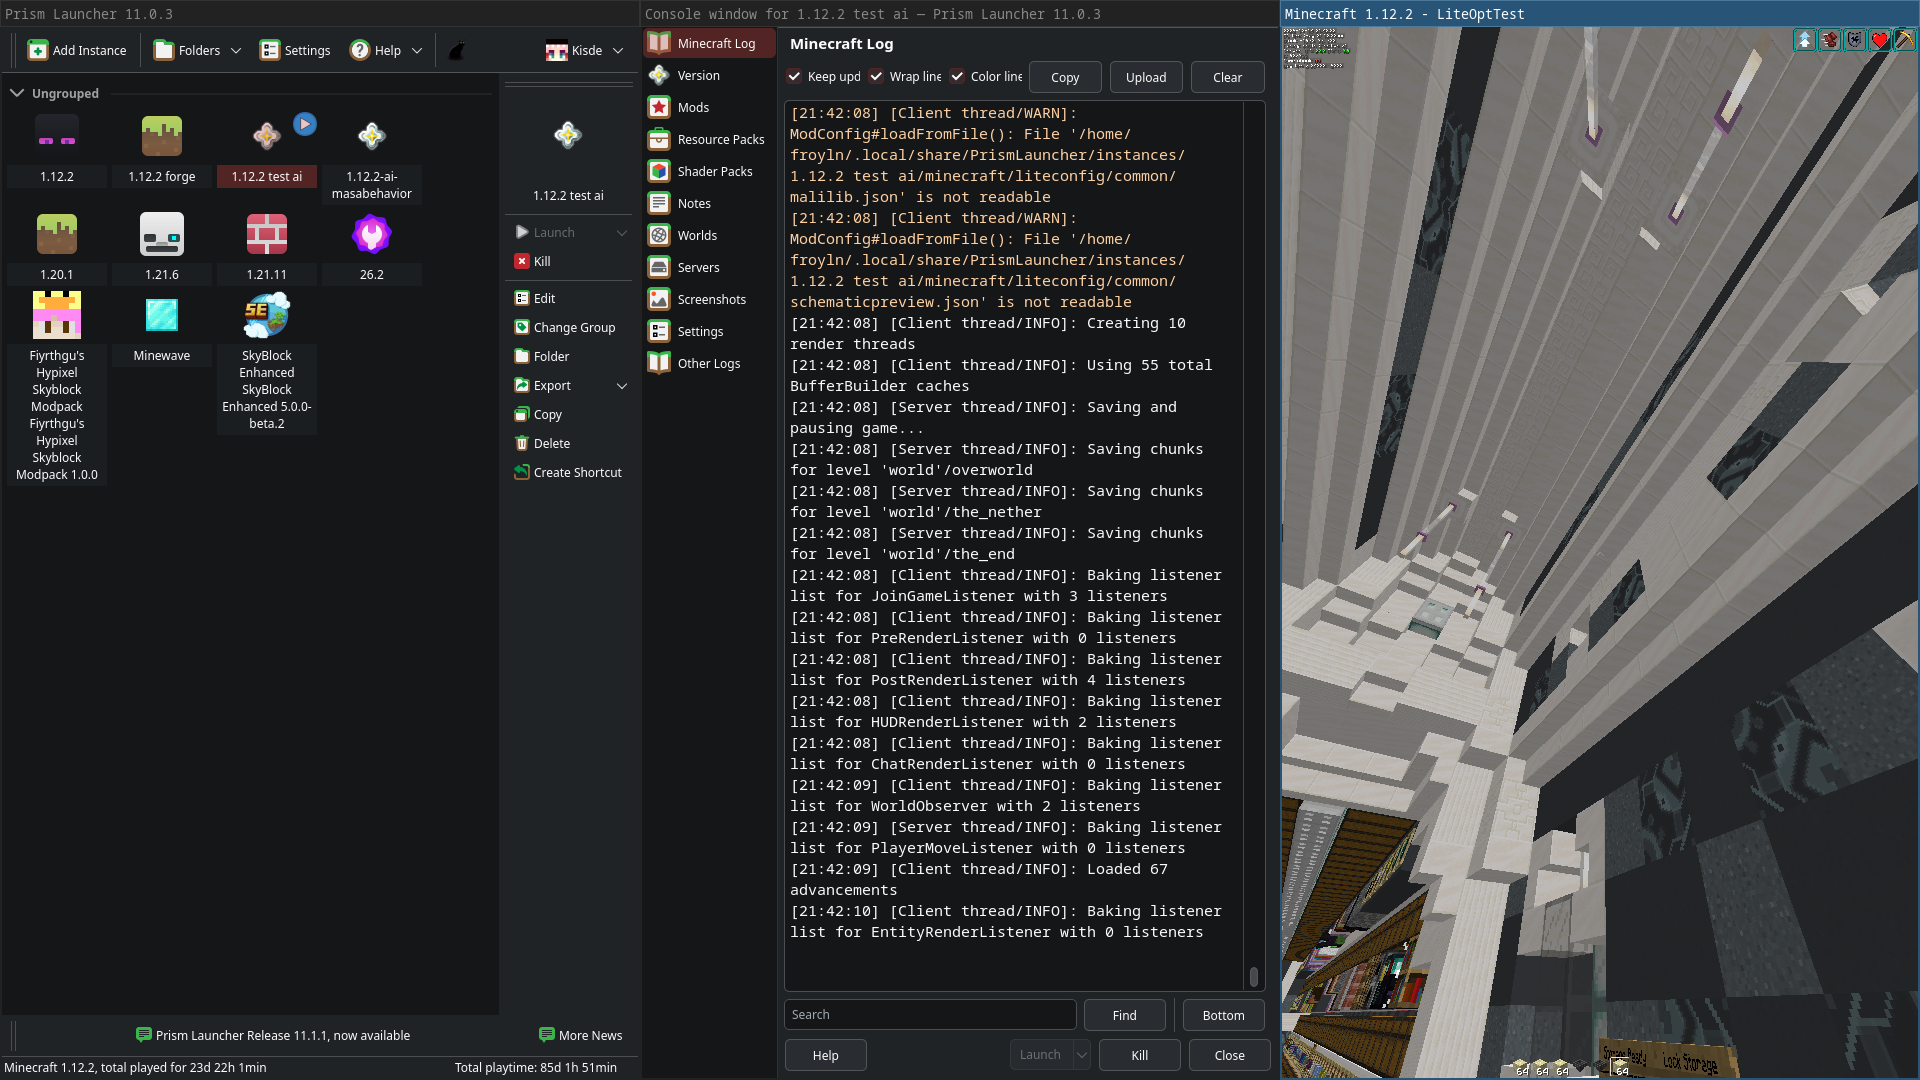 Prism Launcher 11.0.3
Add Instance
Folders
Settings
Help
Kisde
Ungrouped
1.12.2
1.12.2 forge
1.12.2 test ai
1.12.2-ai-
masabehavior
1.20.1
1.21.6
1.21.11
26.2
Fiyrthgu's
Hypixel
Skyblock
Modpack
Fiyrthgu's
Hypixel
Skyblock
Modpack 1.0.0
Minewave
SkyBlock
Enhanced
SkyBlock
Enhanced 5.0.0-
beta.2
1.12.2 test ai
Launch
Kill
Edit
Change Group
Folder
Export
Copy
Delete
Create Shortcut
Prism Launcher Release 11.1.1, now available
More News
Minecraft 1.12.2, total played for 23d 22h 1min
Total playtime: 85d 1h 51min
Console window for 1.12.2 test ai — Prism Launcher 11.0.3
Minecraft Log
Version
Mods
Resource Packs
Shader Packs
Notes
Worlds
Servers
Screenshots
Settings
Other Logs
Minecraft Log
Keep upd
Wrap line
Color line
Copy
Upload
Clear
[21:42:08] [Client thread/WARN]:
ModConfig#loadFromFile(): File '/home/
froyln/.local/share/PrismLauncher/instances/
1.12.2 test ai/minecraft/liteconfig/common/
malilib.json' is not readable
[21:42:08] [Client thread/WARN]:
ModConfig#loadFromFile(): File '/home/
froyln/.local/share/PrismLauncher/instances/
1.12.2 test ai/minecraft/liteconfig/common/
schematicpreview.json' is not readable
[21:42:08] [Client thread/INFO]: Creating 10
render threads
[21:42:08] [Client thread/INFO]: Using 55 total
BufferBuilder caches
[21:42:08] [Server thread/INFO]: Saving and
pausing game...
[21:42:08] [Server thread/INFO]: Saving chunks
for level 'world'/overworld
[21:42:08] [Server thread/INFO]: Saving chunks
for level 'world'/the_nether
[21:42:08] [Server thread/INFO]: Saving chunks
for level 'world'/the_end
[21:42:08] [Client thread/INFO]: Baking listener
list for JoinGameListener with 3 listeners
[21:42:08] [Client thread/INFO]: Baking listener
list for PreRenderListener with 0 listeners
[21:42:08] [Client thread/INFO]: Baking listener
list for PostRenderListener with 4 listeners
[21:42:08] [Client thread/INFO]: Baking listener
list for HUDRenderListener with 2 listeners
[21:42:08] [Client thread/INFO]: Baking listener
list for ChatRenderListener with 0 listeners
[21:42:09] [Client thread/INFO]: Baking listener
list for WorldObserver with 2 listeners
[21:42:09] [Server thread/INFO]: Baking listener
list for PlayerMoveListener with 0 listeners
[21:42:09] [Client thread/INFO]: Loaded 67
advancements
[21:42:10] [Client thread/INFO]: Baking listener
list for EntityRenderListener with 0 listeners
Search
Find
Bottom
Help
Launch
Kill
Close
Minecraft 1.12.2 - LiteOptTest
SE
Ready
Lock Storage
64
64
64
64